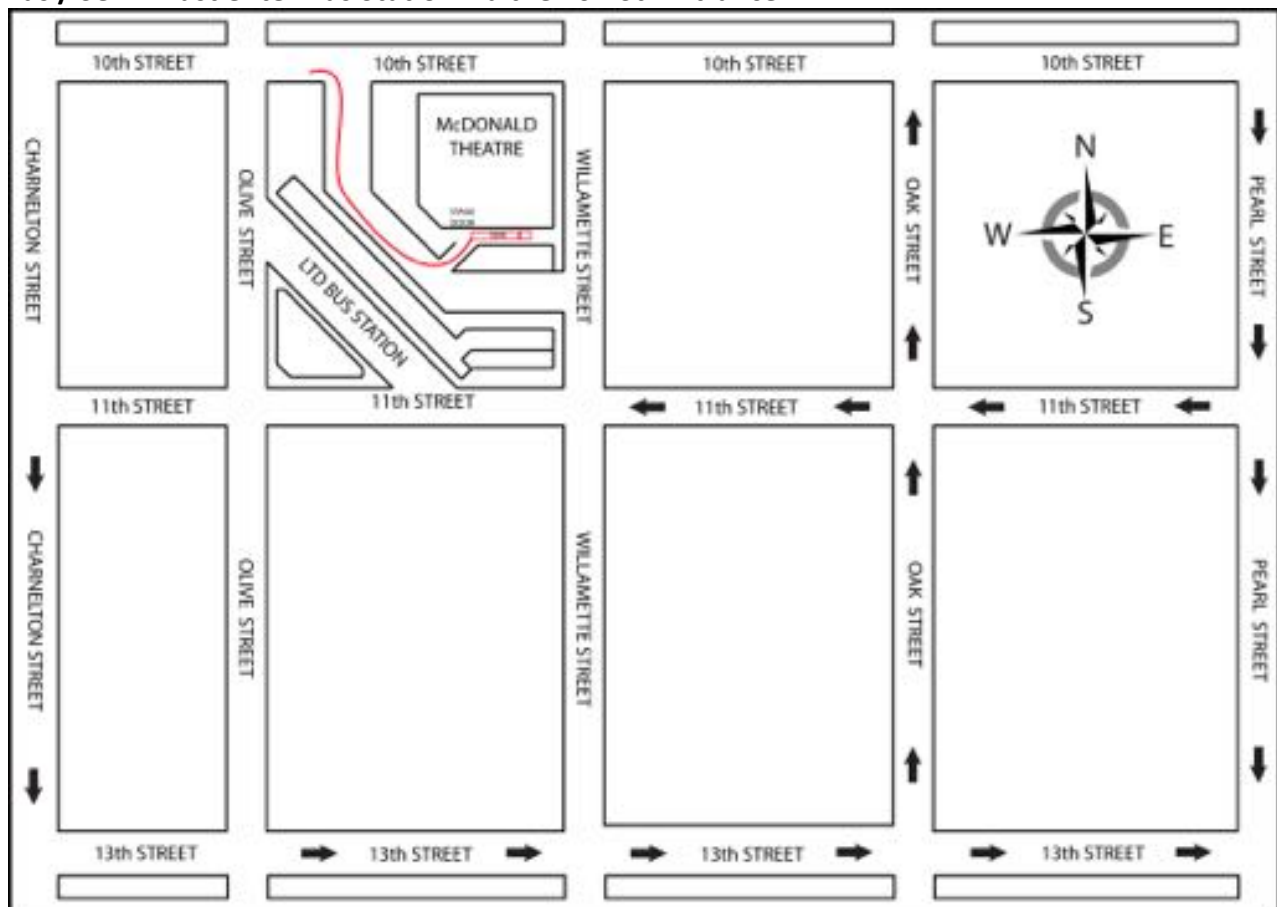 10th STREET
10th STREET
10th STREET
10th STREET
McDONALD
THEATRE
CHARNELTON STREET
OLIVE STREET
WILLAMETTE STREET
OAK STREET
PEARL STREET
N
W
E
S
STAGE
DOOR
LTD BUS STATION
11th STREET
11th STREET
11th STREET
11th STREET
CHARNELTON STREET
OLIVE STREET
WILLAMETTE STREET
OAK STREET
PEARL STREET
13th STREET
13th STREET
13th STREET
13th STREET